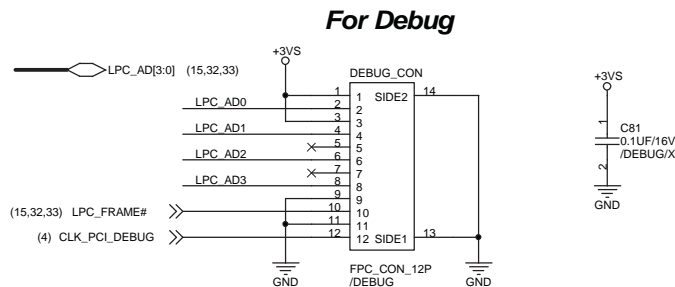 For Debug
+3VS
LPC_AD[3:0] (15,32,33)
DEBUG_CON
+3VS
1 1 SIDE2 14
LPC_AD0 2 2
3 3
LPC_AD1 4 4
5 5
LPC_AD2 6 6
7 7
LPC_AD3 8 8
9 9
(15,32,33) LPC_FRAME# 10 10
11 11
(4) CLK_PCI_DEBUG 12 12 SIDE1 13
1
C81
0.1UF/16V
/DEBUG/X
2
GND
FPC_CON_12P
/DEBUG
GND
GND